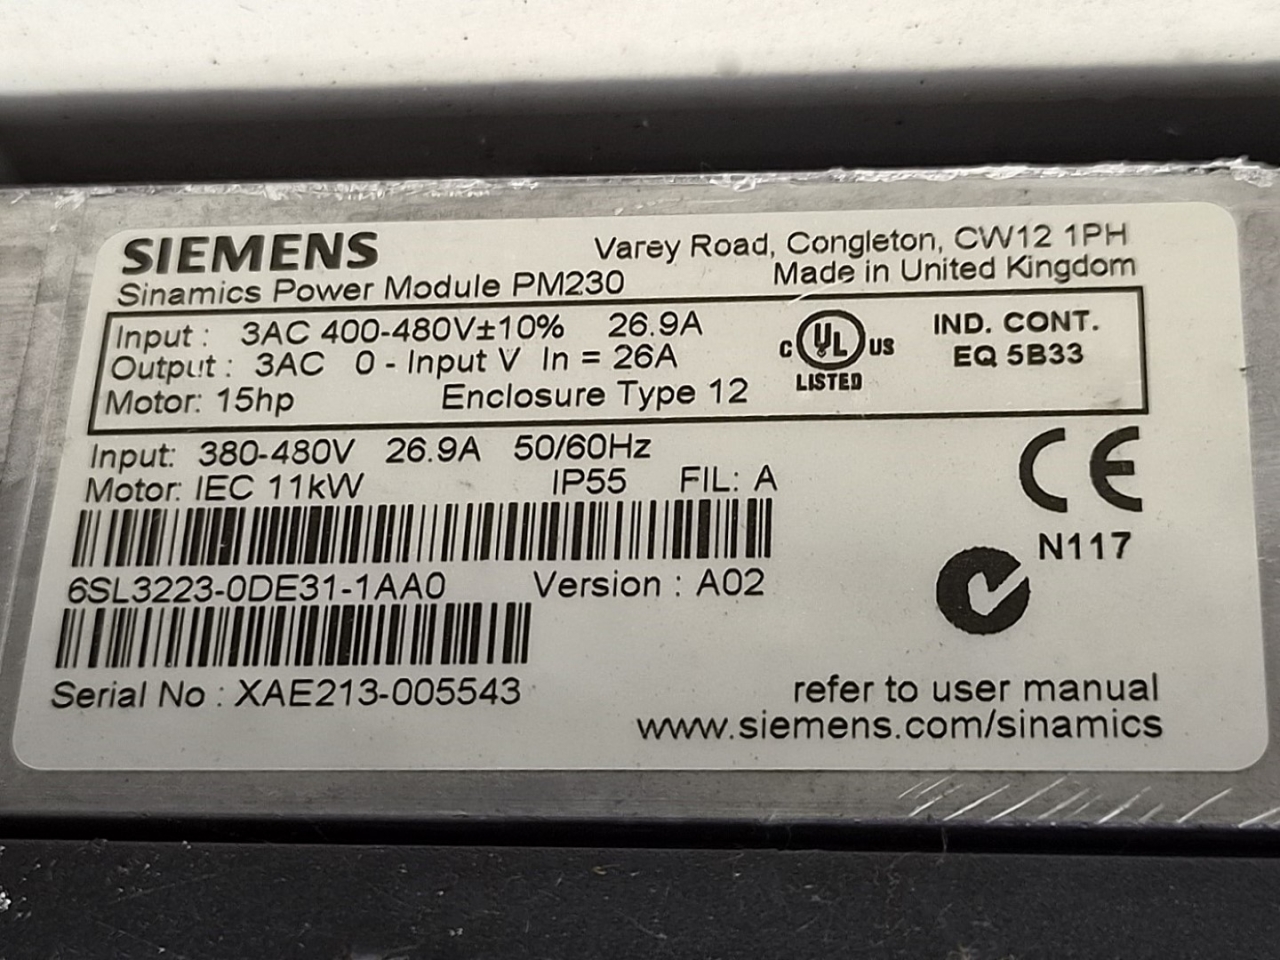 SIEMENS
Varey Road, Congleton, CW12 1PH
Sinamics Power Module PM230
Made in United Kingdom
Input : 3AC 400-480V±10% 26.9A
Output : 3AC 0 - Input V In = 26A
Motor: 15hp Enclosure Type 12
C UL US
LISTED
IND. CONT.
EQ 5B33
Input: 380-480V 26.9A 50/60Hz
Motor: IEC 11kW IP55 FIL: A
CE
N117
6SL3223-0DE31-1AA0 Version : A02
Serial No : XAE213-005543
refer to user manual
www.siemens.com/sinamics